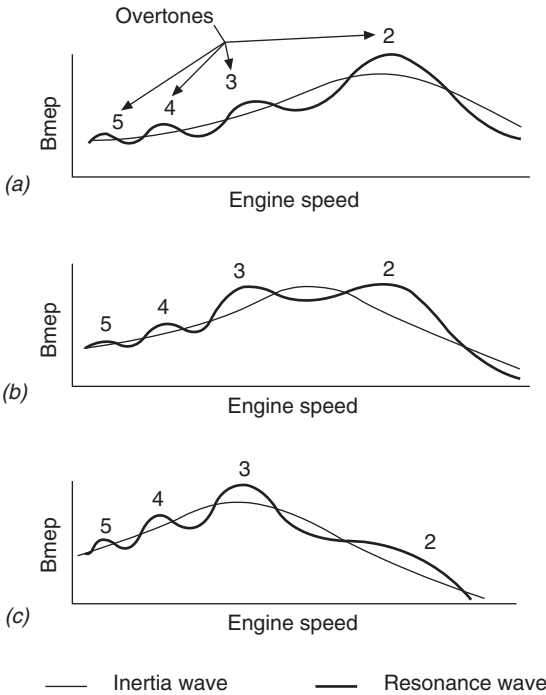 Overtones
2
3
4
5
Bmep
(a)
Engine speed
3
2
4
5
Bmep
(b)
Engine speed
3
4
5
2
Bmep
(c)
Engine speed
Inertia wave
Resonance wave